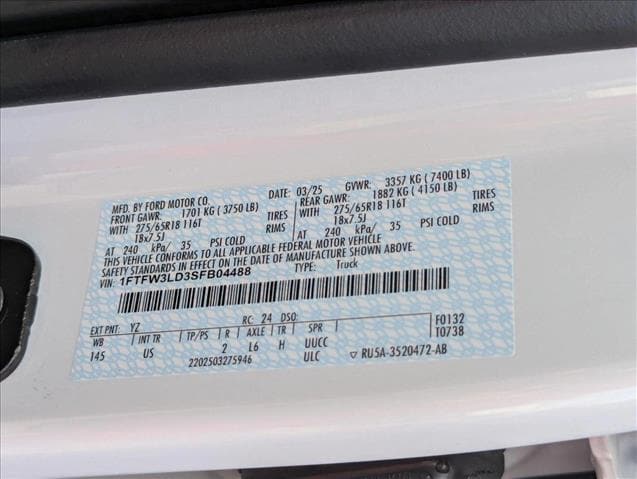 MFD. BY FORD MOTOR CO. 03/25 GVWR: 3357 KG ( 7400 LB)
FRONT GAWR: 1701 KG ( 3750 LB) REAR GAWR: 1882 KG ( 4150 LB)
WITH 275/65R18 116T TIRES WITH 275/65R18 116T TIRES
18x7.5J RIMS 18x7.5J RIMS
AT 240 kPa/ 35 PSI COLD AT 240 kPa/ 35 PSI COLD
THIS VEHICLE CONFORMS TO ALL APPLICABLE FEDERAL MOTOR VEHICLE
SAFETY STANDARDS IN EFFECT ON THE DATE OF MANUFACTURE SHOWN ABOVE.
VIN: 1FTFW3LD3SFB04488 TYPE: Truck
EXT PNT: YZ RC: 24 DSO: F0132
WB INT TR TP/PS R AXLE TR SPR T0738
145 US 2 L6 H UUCC
2202503275946 ULC ▽ RU5A-3520472-AB